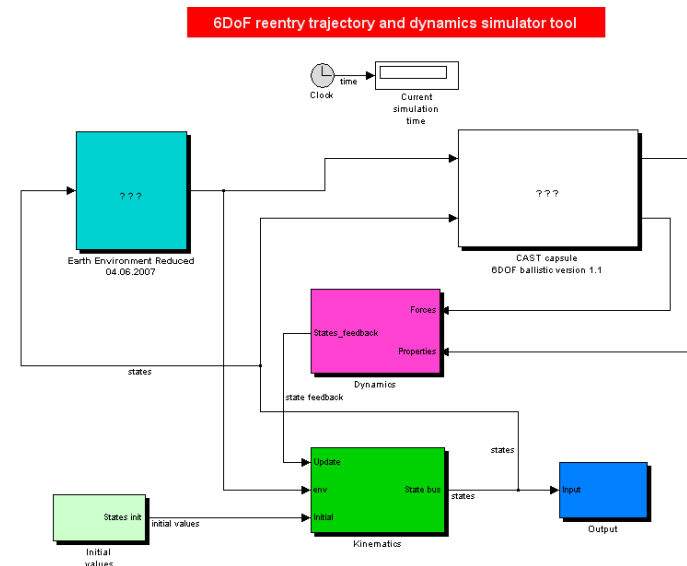 6DoF reentry trajectory and dynamics simulator tool
time
Clock
Current
simulation
time
? ? ?
Earth Environment Reduced
04.06.2007
? ? ?
CAST capsule
6DOF ballistic version 1.1
Forces
States_feedback
Properties
Dynamics
states
state feedback
states
Update
env
State bus
Initial
states
Kinematics
Input
Output
States init
initial values
Initial
values